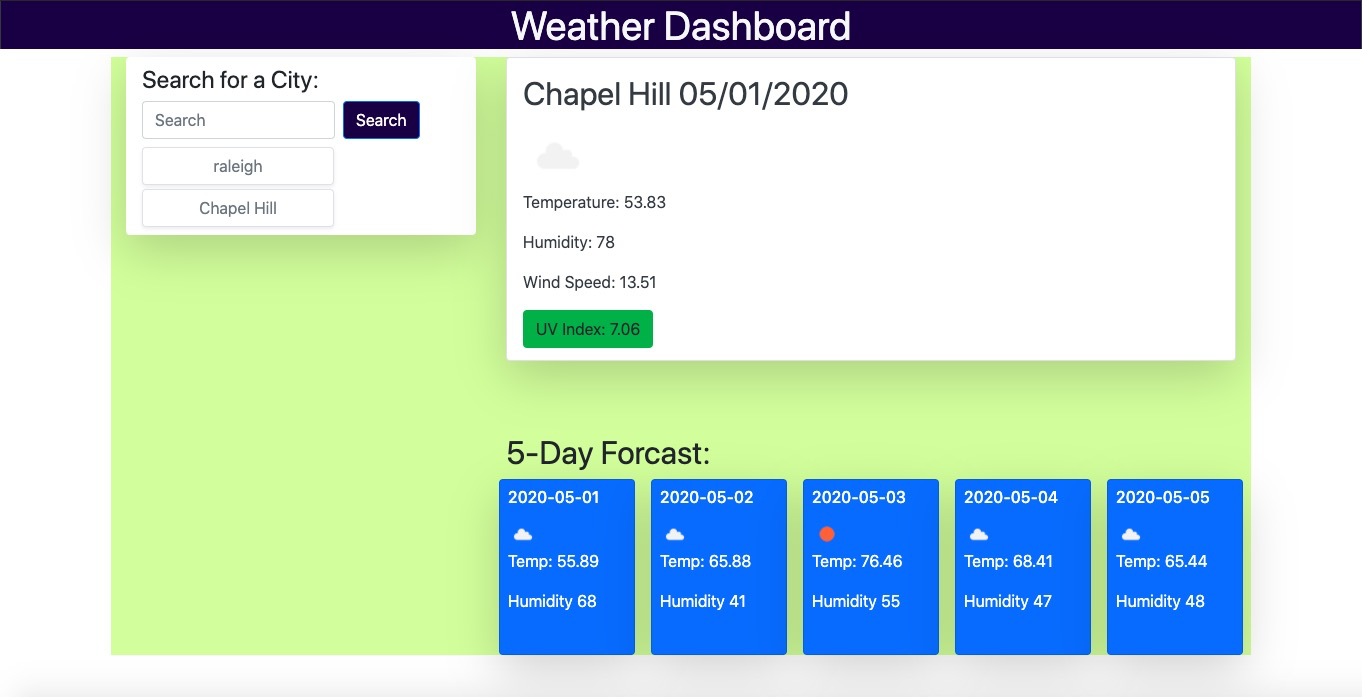 Weather Dashboard
Search for a City:
Search
Search
raleigh
Chapel Hill
Chapel Hill 05/01/2020
Temperature: 53.83
Humidity: 78
Wind Speed: 13.51
UV Index: 7.06
5-Day Forcast:
2020-05-01
Temp: 55.89
Humidity 68
2020-05-02
Temp: 65.88
Humidity 41
2020-05-03
Temp: 76.46
Humidity 55
2020-05-04
Temp: 68.41
Humidity 47
2020-05-05
Temp: 65.44
Humidity 48